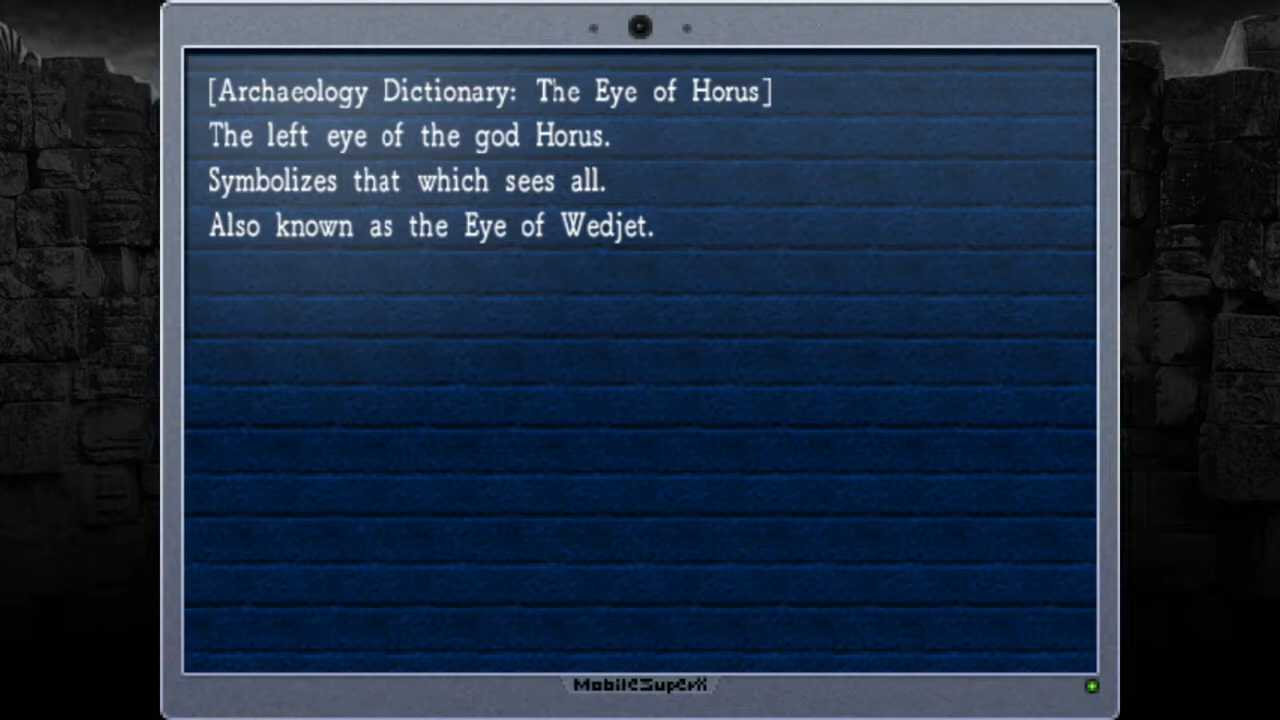 [Archaeology Dictionary: The Eye of Horus]
The left eye of the god Horus.
Symbolizes that which sees all.
Also known as the Eye of Wedjet.
MobileSuperX